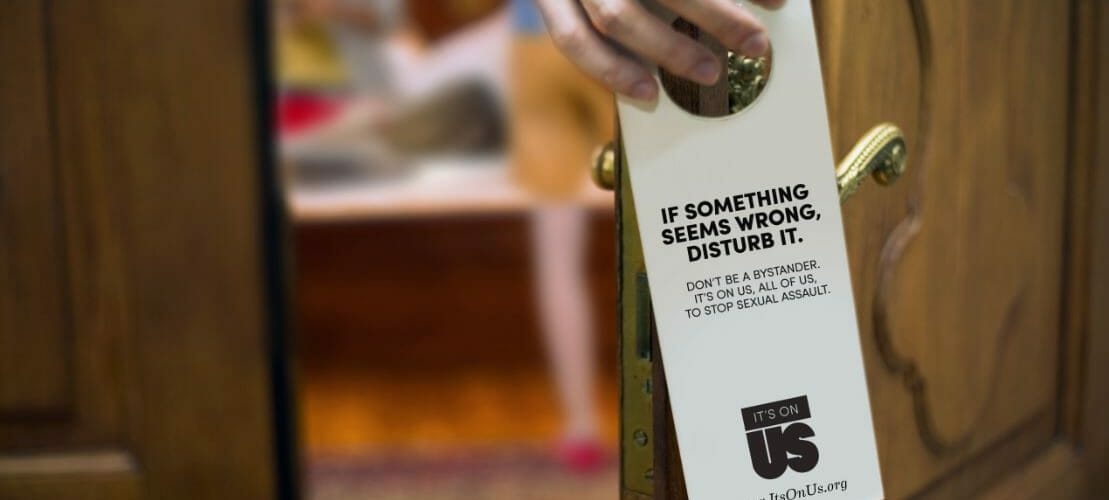 IF SOMETHING
SEEMS WRONG,
DISTURB IT.
DON'T BE A BYSTANDER.
IT'S ON US, ALL OF US,
TO STOP SEXUAL ASSAULT.
IT'S ON
US
ItsOnUs.org